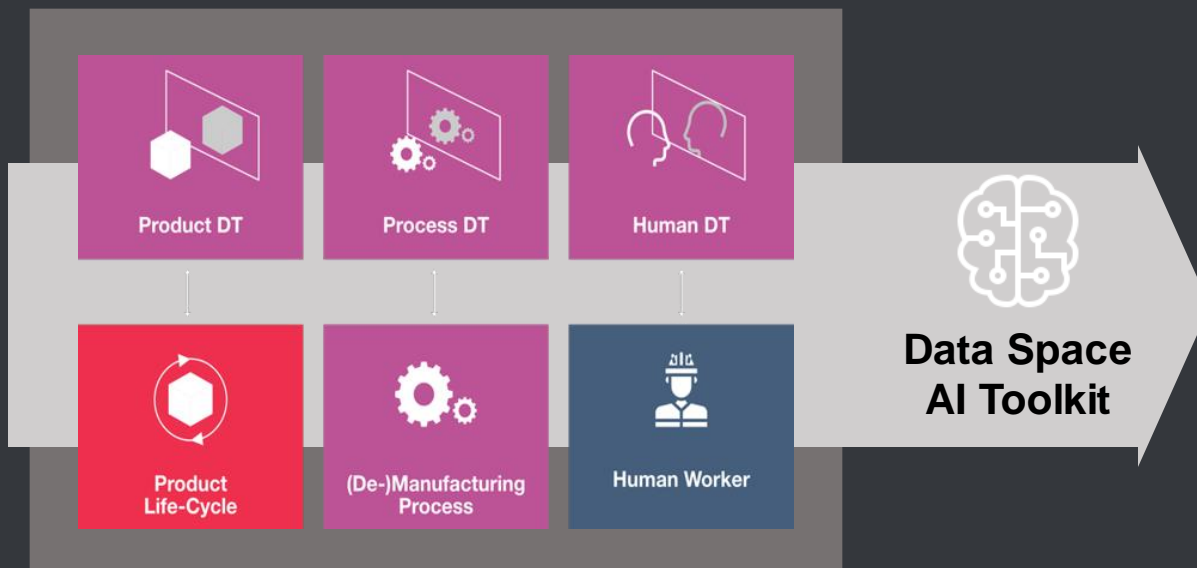 Product DT
Process DT
Human DT
Product
Life-Cycle
(De-)Manufacturing
Process
Human Worker
Data Space
AI Toolkit